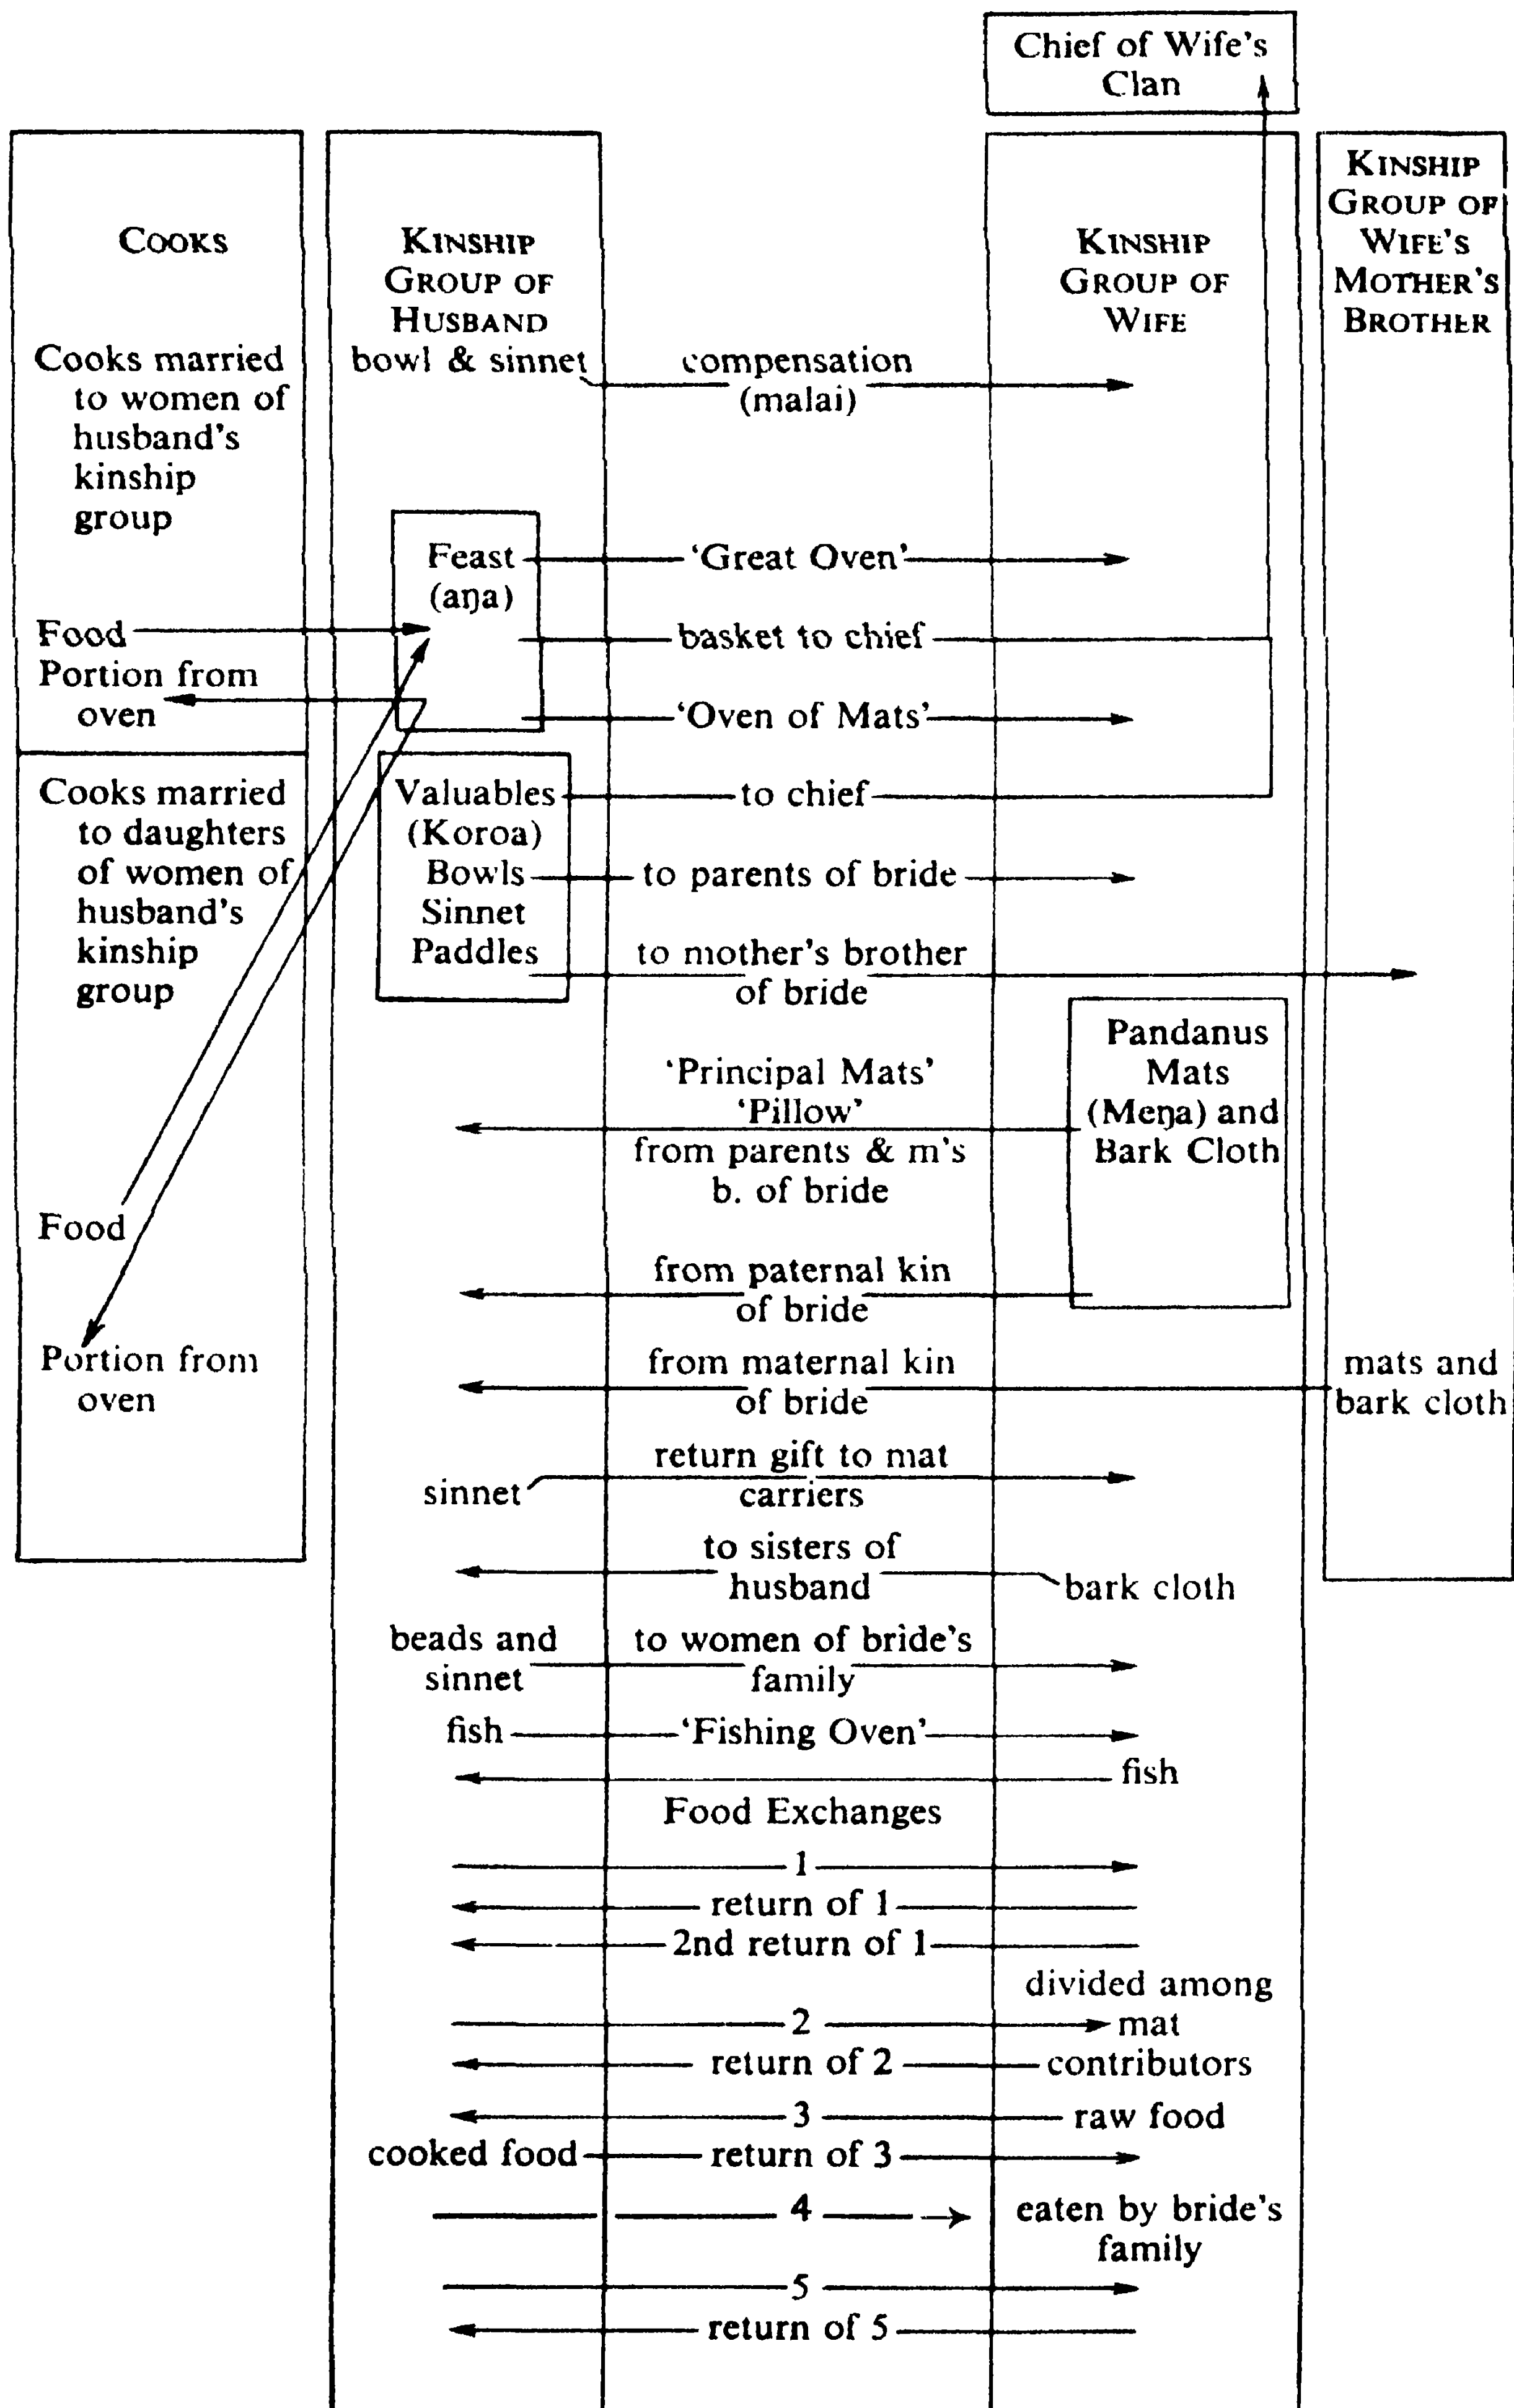 Chief of Wife's
Clan
COOKS
KINSHIP
GROUP OF
HUSBAND
KINSHIP
GROUP OF
WIFE
KINSHIP
GROUP OF
WIFE'S
MOTHER'S
BROTHER
Cooks married
to women of
husband's
kinship
group
bowl & sinnet
compensation
(malai)
Feast
(aŋa)
'Great Oven'
Food
basket to chief
Portion from
oven
'Oven of Mats'
Cooks married
to daughters
of women of
husband's
kinship
group
Valuables
(Koroa)
Bowls
Sinnet
Paddles
to chief
to parents of bride
to mother's brother
of bride
Pandanus
Mats
(Meŋa) and
Bark Cloth
'Principal Mats'
'Pillow'
from parents & m's
b. of bride
Food
from paternal kin
of bride
Portion from
oven
from maternal kin
of bride
mats and
bark cloth
sinnet
return gift to mat
carriers
to sisters of
husband
bark cloth
beads and
sinnet
to women of bride's
family
fish
'Fishing Oven'
fish
Food Exchanges
1
return of 1
2nd return of 1
2
divided among
mat
contributors
return of 2
3
raw food
cooked food
return of 3
4
eaten by bride's
family
5
return of 5